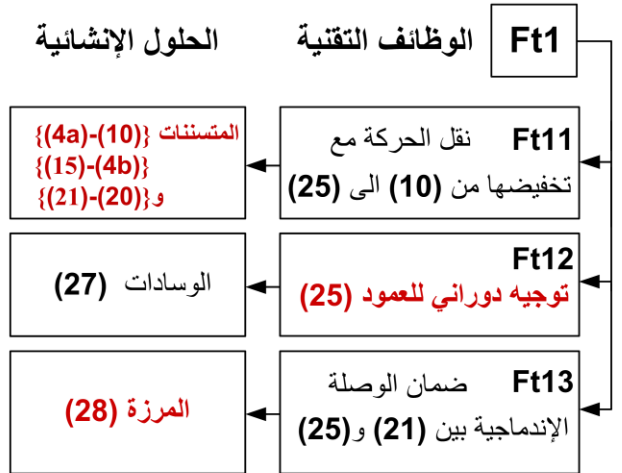 Ft1
الوظائف التقنية
الحلول الإنشائية
Ft11 نقل الحركة مع
تخفيضها من (10) الى (25)
المتسننات {(10)-(4a)}
{(4b)-(15)}
و{(20)-(21)}
Ft12
توجيه دوراني للعمود (25)
الوسادات (27)
Ft13 ضمان الوصلة
الإندماجية بين (21) و(25)
المرزة (28)